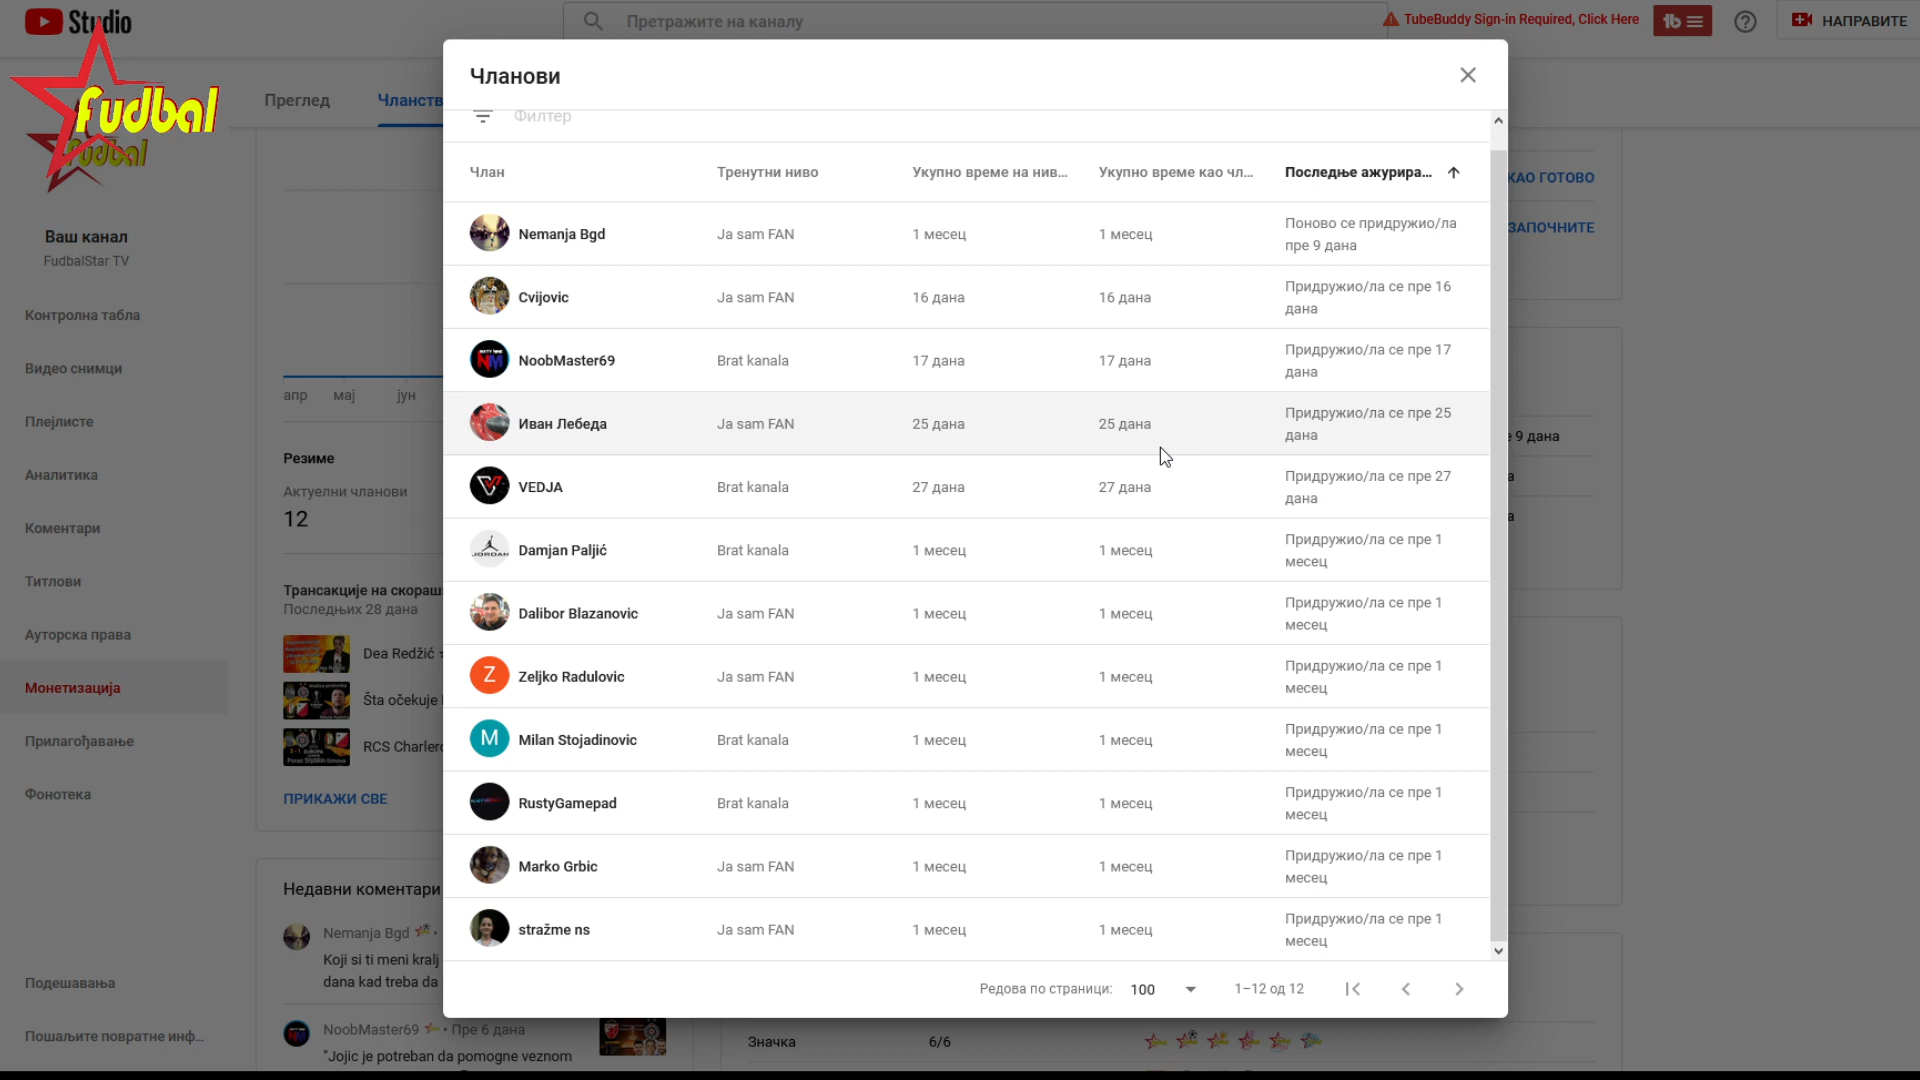 Studio
Претражите на каналу
TubeBuddy Sign-in Required, Click Here
НАПРАВИТЕ
fudbal
fudbal
Преглед
Чланств
Чланови
Филтер
Члан
Тренутни ниво
Укупно време на нив...
Укупно време као чл...
Последње ажурира...
КАО ГОТОВО
ЗАПОЧНИТЕ
Nemanja Bgd
Ja sam FAN
1 месец
1 месец
Поново се придружио/ла
пре 9 дана
Cvijovic
Ja sam FAN
16 дана
16 дана
Придружио/ла се пре 16
дана
NoobMaster69
Brat kanala
17 дана
17 дана
Придружио/ла се пре 17
дана
Иван Лебеда
Ja sam FAN
25 дана
25 дана
Придружио/ла се пре 25
дана
VEDJA
Brat kanala
27 дана
27 дана
Придружио/ла се пре 27
дана
JORDAN
Damjan Paljić
Brat kanala
1 месец
1 месец
Придружио/ла се пре 1
месец
Dalibor Blazanovic
Ja sam FAN
1 месец
1 месец
Придружио/ла се пре 1
месец
Z
Zeljko Radulovic
Ja sam FAN
1 месец
1 месец
Придружио/ла се пре 1
месец
M
Milan Stojadinovic
Brat kanala
1 месец
1 месец
Придружио/ла се пре 1
месец
RustyGamepad
Brat kanala
1 месец
1 месец
Придружио/ла се пре 1
месец
Marko Grbic
Ja sam FAN
1 месец
1 месец
Придружио/ла се пре 1
месец
stražme ns
Ja sam FAN
1 месец
1 месец
Придружио/ла се пре 1
месец
Редова по страници:
100
1–12 од 12
Ваш канал
FudbalStar TV
Контролна табла
Видео снимци
Плејлисте
Аналитика
Коментари
Титлови
Ауторска права
Монетизација
Прилагођавање
Фонотека
Подешавања
Пошаљите повратне инф...
апр
мај
јун
Резиме
Актуелни чланови
12
Трансакције на скораш
Последњих 28 дана
Dea Redžić
Šta očekuje
RCS Charlerc
ПРИКАЖИ СВЕ
Недавни коментари
Nemanja Bgd
Koji si ti meni kralj
dana kad treba da
NoobMaster69
• Пре 6 дана
"Jojic je potreban da pomogne veznom
е 9 дана
а
а
Значка
6/6